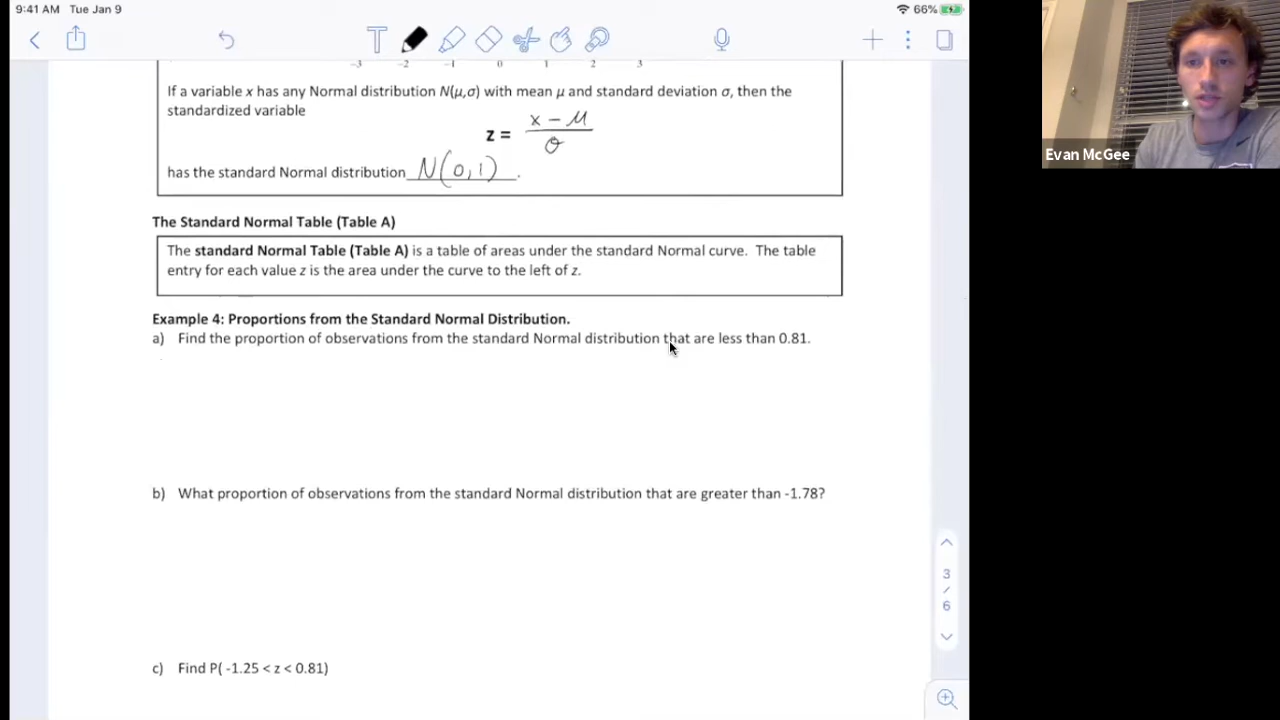 9:41 AM Tue Jan 9
66%
-3 -2 -1 0 1 2 3
If a variable x has any Normal distribution N(μ,σ) with mean μ and standard deviation σ, then the
standardized variable
z = x - μ
σ
has the standard Normal distribution N(0,1).
The Standard Normal Table (Table A)
The standard Normal Table (Table A) is a table of areas under the standard Normal curve. The table
entry for each value z is the area under the curve to the left of z.
Example 4: Proportions from the Standard Normal Distribution.
a) Find the proportion of observations from the standard Normal distribution that are less than 0.81.
b) What proportion of observations from the standard Normal distribution that are greater than -1.78?
c) Find P( -1.25 < z < 0.81)
3
/
6
T
Evan McGee